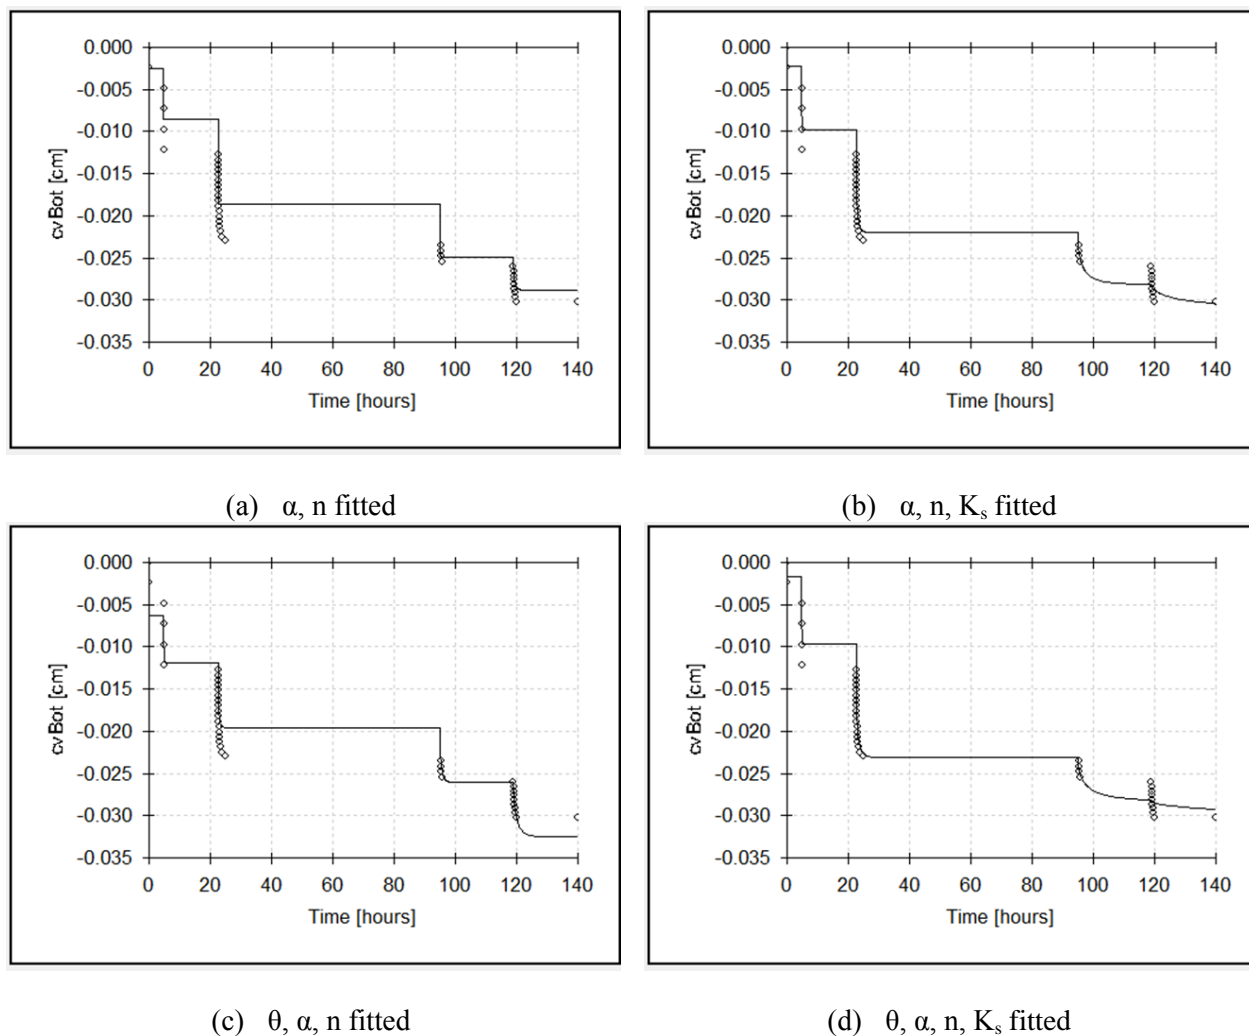 0.000
-0.005
-0.010
-0.015
-0.020
-0.025
-0.030
-0.035
cvBot [cm]
0 20 40 60 80 100 120 140
Time [hours]
(a) α, n fitted
0.000
-0.005
-0.010
-0.015
-0.020
-0.025
-0.030
-0.035
cvBot [cm]
0 20 40 60 80 100 120 140
Time [hours]
(b) α, n, Ks fitted
0.000
-0.005
-0.010
-0.015
-0.020
-0.025
-0.030
-0.035
cvBot [cm]
0 20 40 60 80 100 120 140
Time [hours]
(c) θ, α, n fitted
0.000
-0.005
-0.010
-0.015
-0.020
-0.025
-0.030
-0.035
cvBot [cm]
0 20 40 60 80 100 120 140
Time [hours]
(d) θ, α, n, Ks fitted